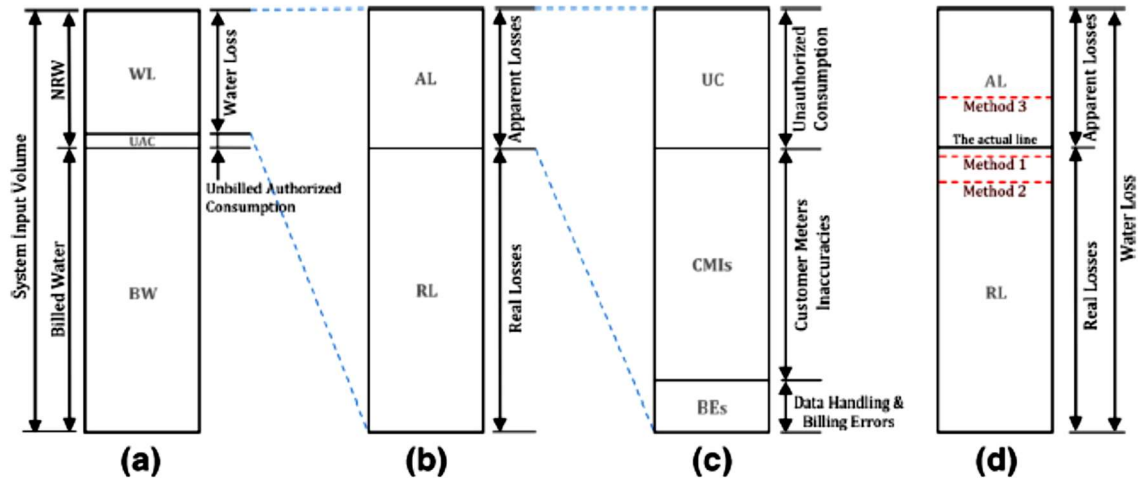 System Input Volume
NRW
Billed Water
WL
UAC
BW
Water Loss
Unbilled Authorized
Consumption
(a)
AL
RL
Apparent Losses
Real Losses
(b)
UC
CMIs
BEs
Unauthorized
Consumption
Customer Meters
Inaccuracies
Data Handling &
Billing Errors
(c)
AL
Method 3
The actual line
Method 1
Method 2
RL
Apparent Losses
Real Losses
Water Loss
(d)